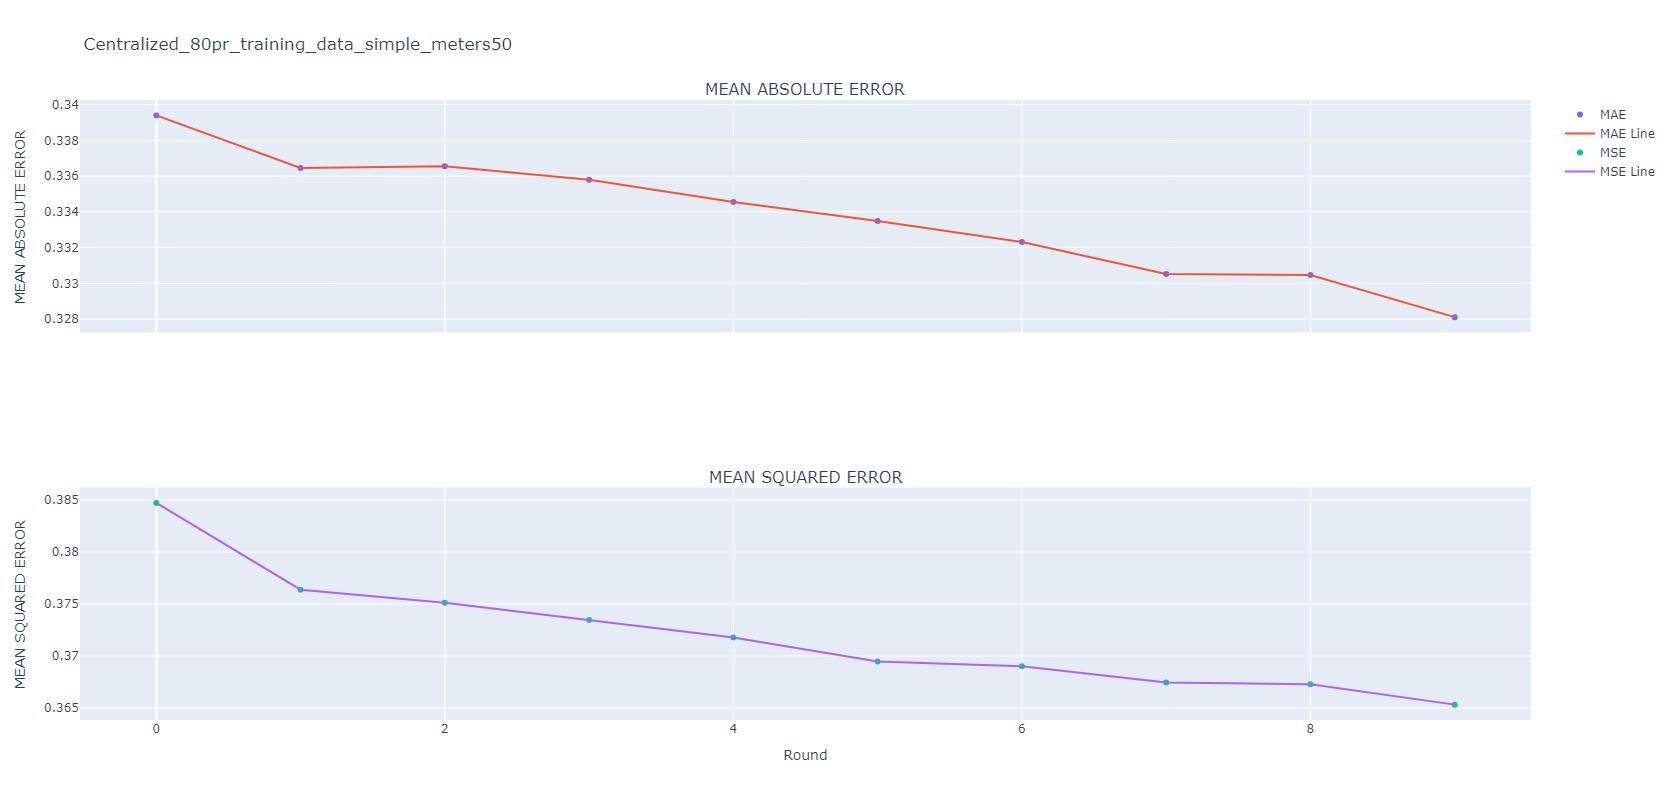 Centralized_80pr_training_data_simple_meters50
MEAN ABSOLUTE ERROR
MEAN ABSOLUTE ERROR
0.34
0.338
0.336
0.334
0.332
0.33
0.328
MAE
MAE Line
MSE
MSE Line
MEAN SQUARED ERROR
MEAN SQUARED ERROR
0.385
0.38
0.375
0.37
0.365
0 2 4 6 8
Round